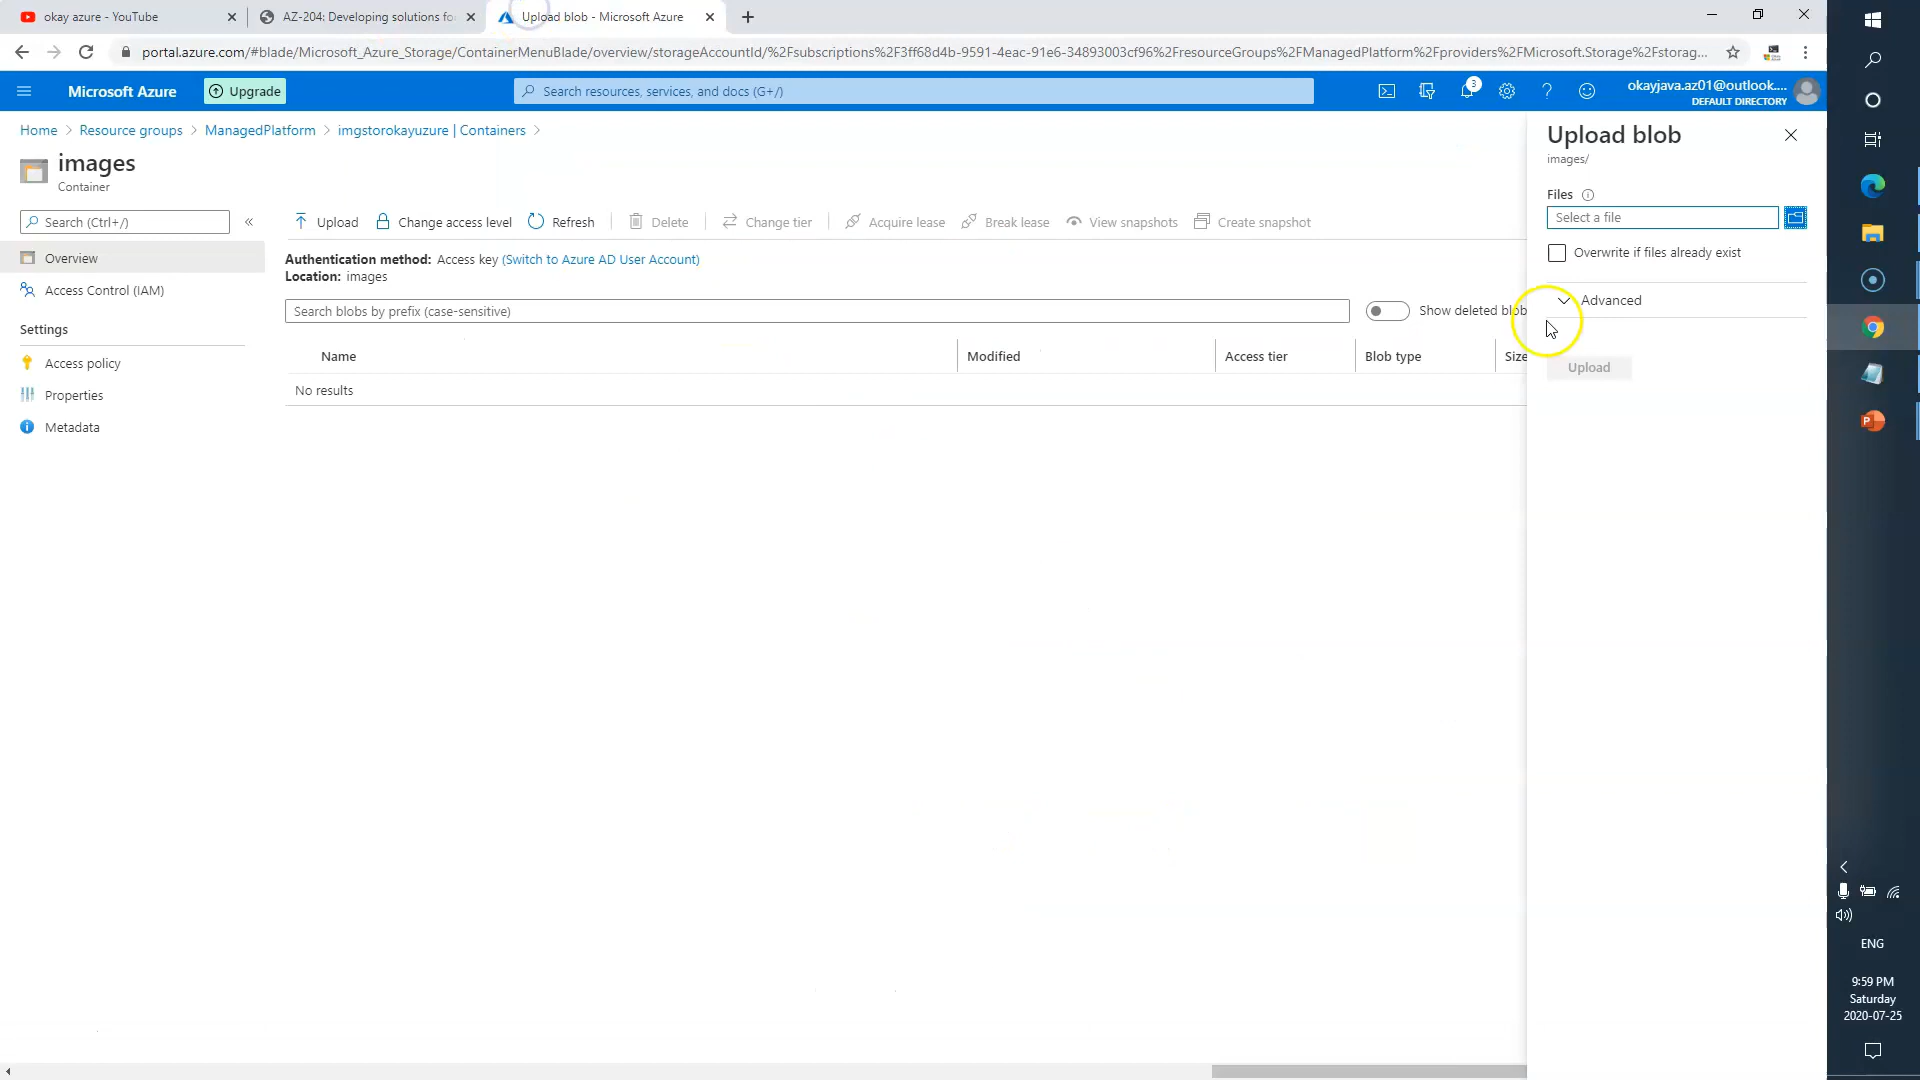 okay azure - YouTube
AZ-204: Developing solutions fo
Upload blob - Microsoft Azure
portal.azure.com/#blade/Microsoft_Azure_Storage/ContainerMenuBlade/overview/storageAccountId/%2Fsubscriptions%2F3ff68d4b-9591-4eac-91e6-34893003cf96%2FresourceGroups%2FManagedPlatform%2Fproviders%2FMicrosoft.Storage%2Fstorag...
Microsoft Azure
Upgrade
Search resources, services, and docs (G+/)
3
okayjava.az01@outlook....
DEFAULT DIRECTORY
Home > Resource groups > ManagedPlatform > imgstorokayuzure | Containers >
images
Container
Search (Ctrl+/)
«
Overview
Access Control (IAM)
Settings
Access policy
Properties
Metadata
Upload
Change access level
Refresh
Delete
Change tier
Acquire lease
Break lease
View snapshots
Create snapshot
Authentication method: Access key (Switch to Azure AD User Account)
Location: images
Search blobs by prefix (case-sensitive)
Show deleted blob
Name
Modified
Access tier
Blob type
Size
No results
Upload blob
images/
Files
Select a file
Overwrite if files already exist
Advanced
Upload
ENG
9:59 PM
Saturday
2020-07-25